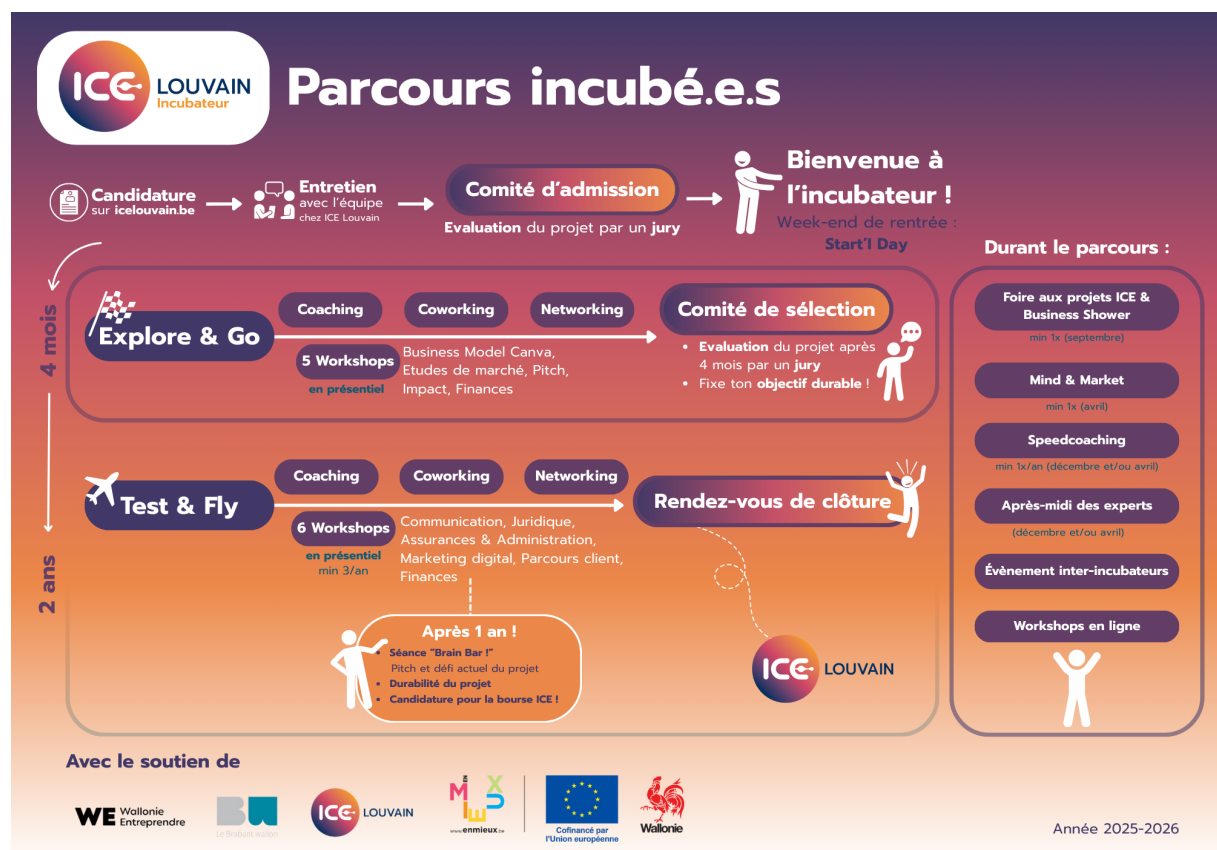 ICE LOUVAIN
Incubateur
Parcours incubé.e.s
Candidature
sur icelouvain.be
Entretien
avec l'équipe
chez ICE Louvain
Comité d'admission
Evaluation du projet par un jury
Bienvenue à
l'incubateur !
Week-end de rentrée :
Start'l Day
4 mois
Explore & Go
Coaching
Coworking
Networking
5 Workshops
en présentiel
Business Model Canva,
Etudes de marché, Pitch,
Impact, Finances
Comité de sélection
• Evaluation du projet après
4 mois par un jury
• Fixe ton objectif durable !
2 ans
Test & Fly
Coaching
Coworking
Networking
6 Workshops
en présentiel
min 3/an
Communication, Juridique,
Assurances & Administration,
Marketing digital, Parcours client,
Finances
Rendez-vous de clôture
Après 1 an !
• Séance "Brain Bar !"
Pitch et défi actuel du projet
• Durabilité du projet
• Candidature pour la bourse ICE !
ICE LOUVAIN
Durant le parcours :
Foire aux projets ICE &
Business Shower
min 1x (septembre)
Mind & Market
min 1x (avril)
Speedcoaching
min 1x/an (décembre et/ou avril)
Après-midi des experts
(décembre et/ou avril)
Évènement inter-incubateurs
Workshops en ligne
Avec le soutien de
WE Wallonie
Entreprendre
BW
Le Brabant wallon
ICE LOUVAIN
EN MIEUX
www.enmieux.be
Cofinancé par
l'Union européenne
Wallonie
Année 2025-2026